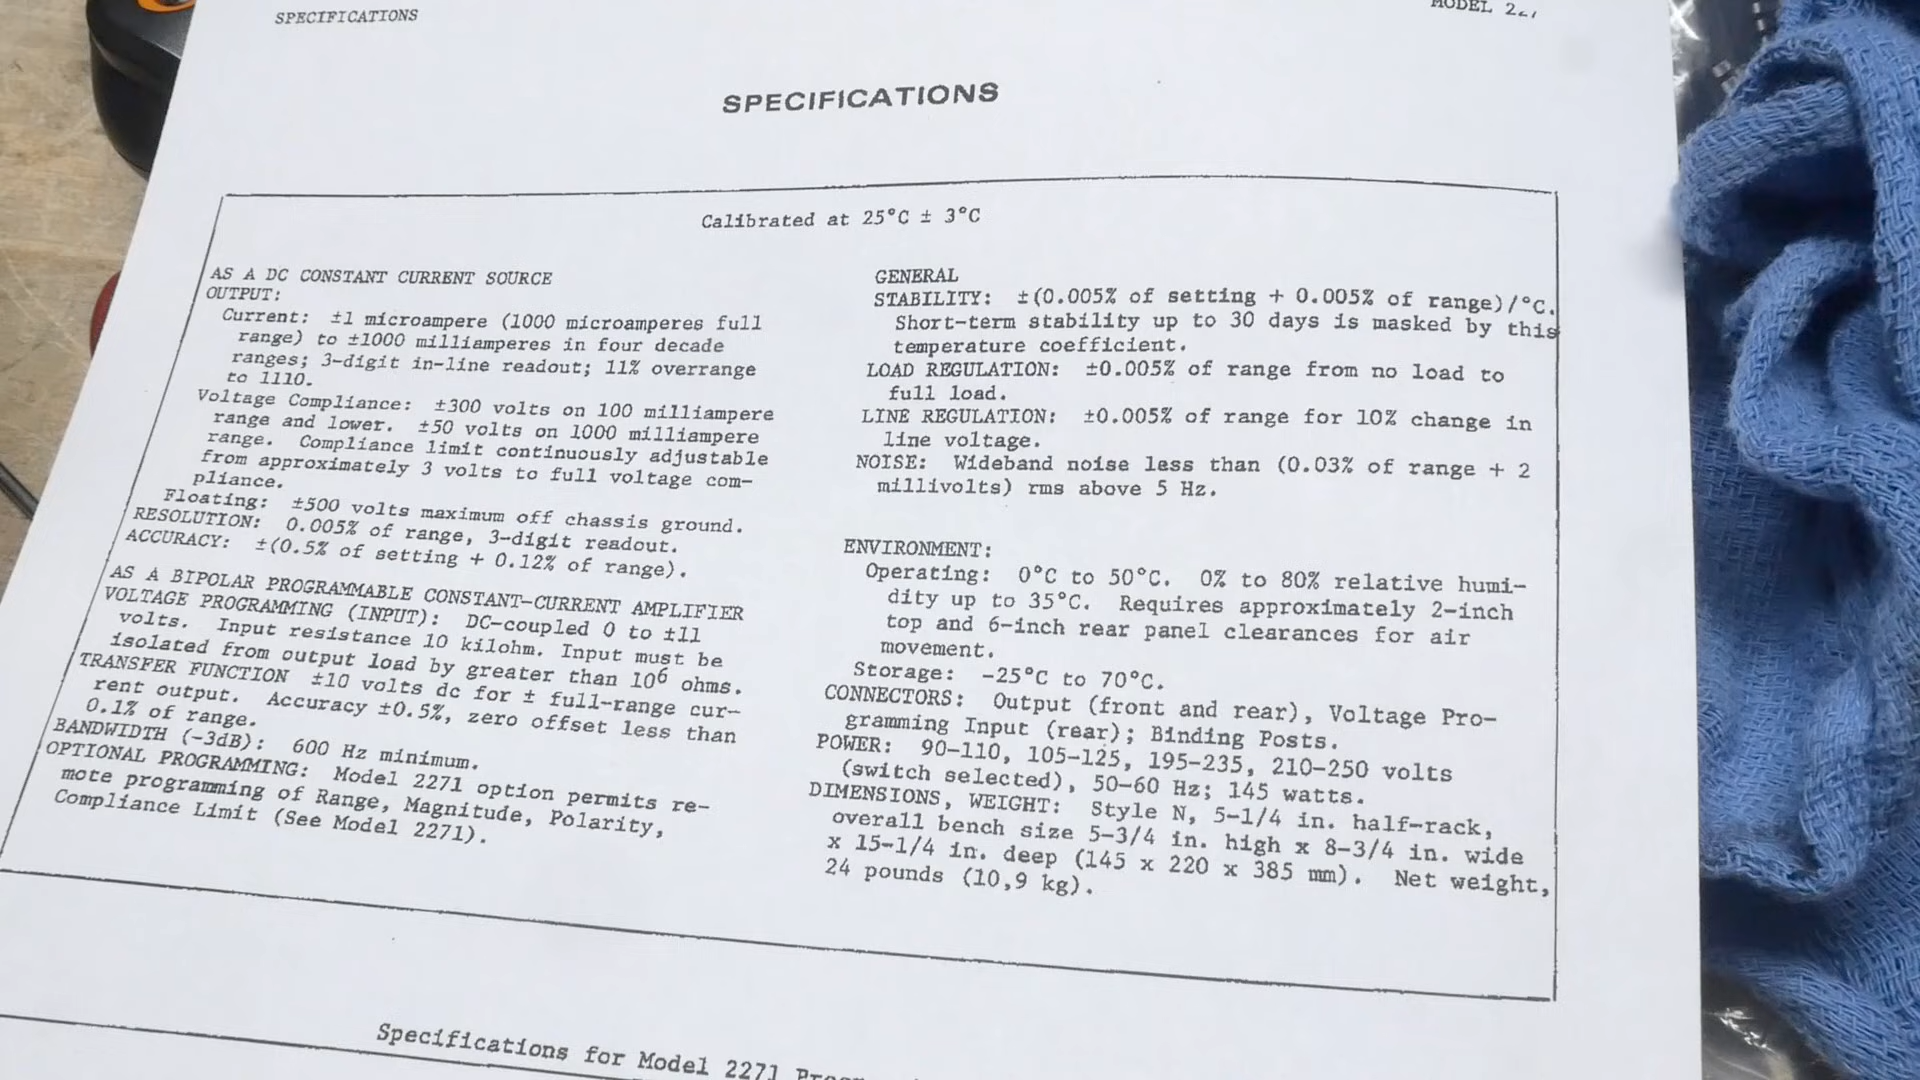 SPECIFICATIONS
MODEL
SPECIFICATIONS
Calibrated at 25°C ± 3°C
AS A DC CONSTANT CURRENT SOURCE
OUTPUT:
Current: ±1 microampere (1000 microamperes full
range) to ±1000 milliamperes in four decade
ranges; 3-digit in-line readout; 11% overrange
to 1110.
Voltage Compliance: ±300 volts on 100 milliampere
range and lower. ±50 volts on 1000 milliampere
range. Compliance limit continuously adjustable
from approximately 3 volts to full voltage com-
pliance.
Floating: ±500 volts maximum off chassis ground.
RESOLUTION: 0.005% of range, 3-digit readout.
ACCURACY: ±(0.5% of setting + 0.12% of range).
AS A BIPOLAR PROGRAMMABLE CONSTANT-CURRENT AMPLIFIER
VOLTAGE PROGRAMMING (INPUT): DC-coupled 0 to ±11
volts. Input resistance 10 kilohm. Input must be
isolated from output load by greater than 10⁶ ohms.
TRANSFER FUNCTION ±10 volts dc for ± full-range cur-
rent output. Accuracy ±0.5%, zero offset less than
0.1% of range.
BANDWIDTH (-3dB): 600 Hz minimum.
OPTIONAL PROGRAMMING: Model 2271 option permits re-
mote programming of Range, Magnitude, Polarity,
Compliance Limit (See Model 2271).
GENERAL
STABILITY: ±(0.005% of setting + 0.005% of range)/°C.
Short-term stability up to 30 days is masked by this
temperature coefficient.
LOAD REGULATION: ±0.005% of range from no load to
full load.
LINE REGULATION: ±0.005% of range for 10% change in
line voltage.
NOISE: Wideband noise less than (0.03% of range + 2
millivolts) rms above 5 Hz.
ENVIRONMENT:
Operating: 0°C to 50°C. 0% to 80% relative humi-
dity up to 35°C. Requires approximately 2-inch
top and 6-inch rear panel clearances for air
movement.
Storage: -25°C to 70°C.
CONNECTORS: Output (front and rear), Voltage Pro-
gramming Input (rear); Binding Posts.
POWER: 90-110, 105-125, 195-235, 210-250 volts
(switch selected), 50-60 Hz; 145 watts.
DIMENSIONS, WEIGHT: Style N, 5-1/4 in. half-rack,
overall bench size 5-3/4 in. high x 8-3/4 in. wide
x 15-1/4 in. deep (145 x 220 x 385 mm). Net weight,
24 pounds (10,9 kg).
Specifications for Model 2271